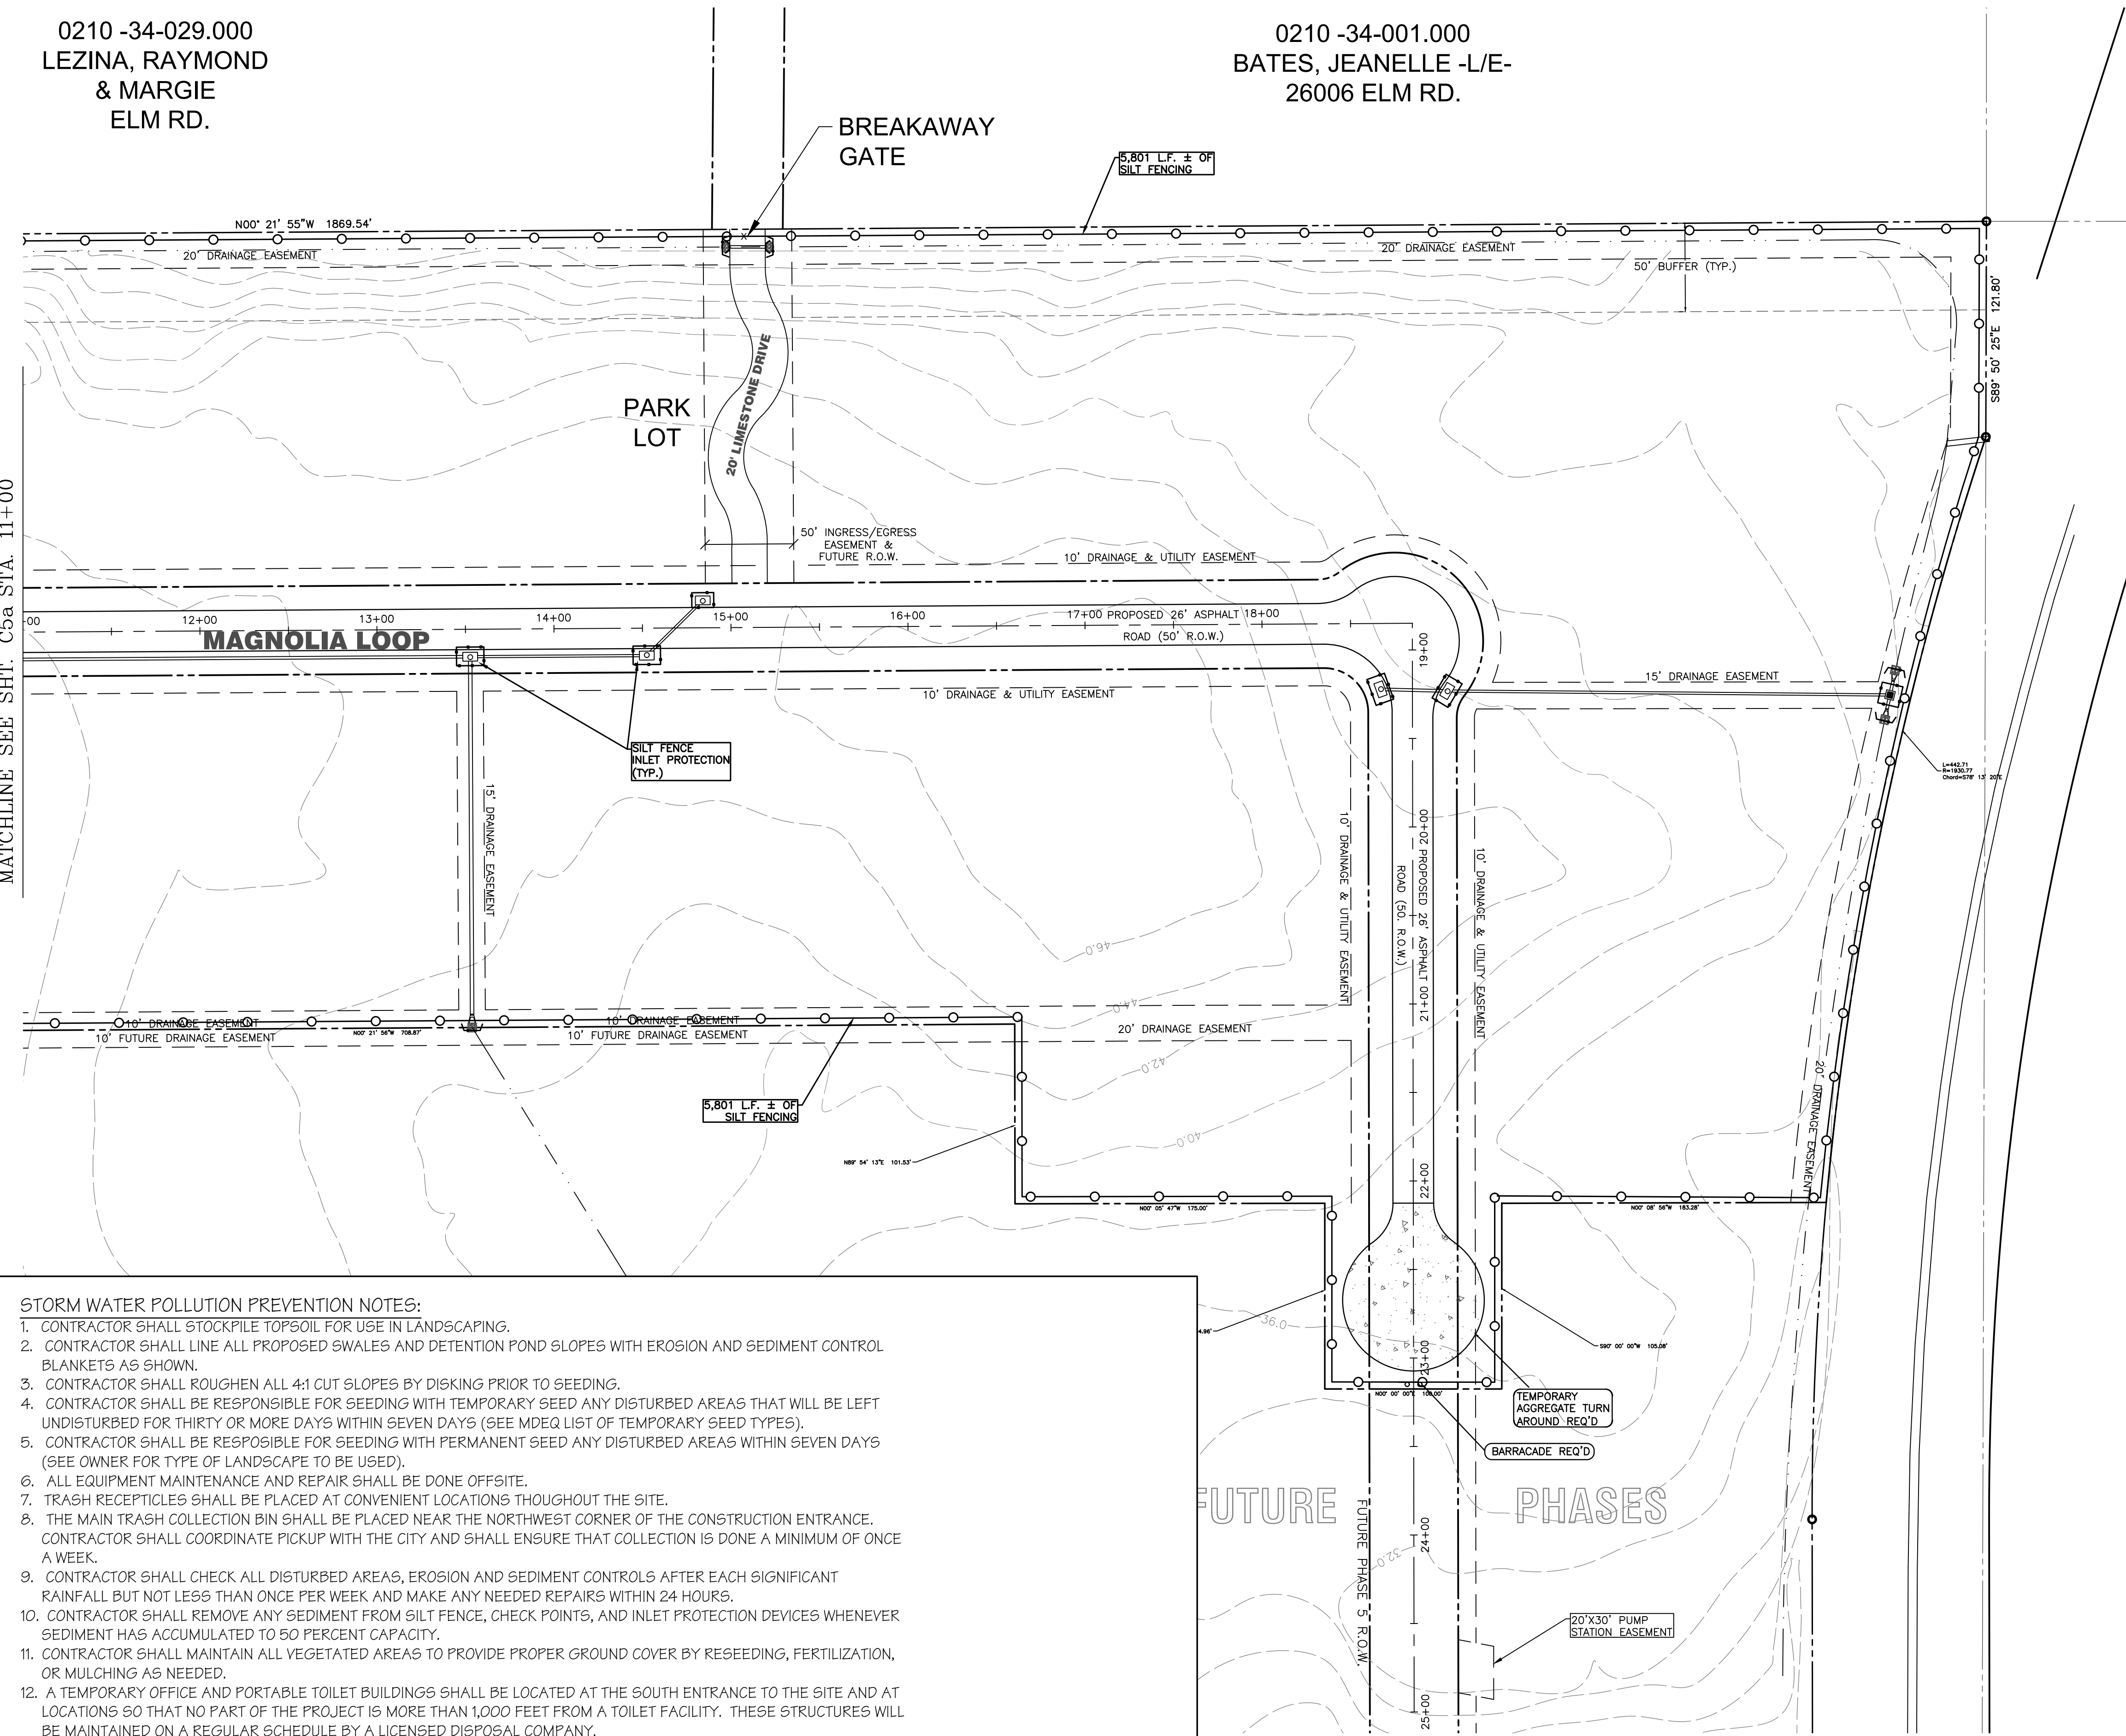 0210 -34-029.000
LEZINA, RAYMOND
& MARGIE
ELM RD.
0210 -34-001.000
BATES, JEANELLE -L/E-
26006 ELM RD.
BREAKAWAY
GATE
5,801 L.F. ± OF
SILT FENCING
N00° 21' 55"W 1869.54'
20' DRAINAGE EASEMENT
20' DRAINAGE EASEMENT
50' BUFFER (TYP.)
S89° 50' 25"E 121.80'
20' LIMESTONE DRIVE
PARK
LOT
MATCHLINE SEE SHT. C5a STA. 11+00
50' INGRESS/EGRESS
EASEMENT &
FUTURE R.O.W.
10' DRAINAGE & UTILITY EASEMENT
+00
12+00
13+00
14+00
15+00
16+00
17+00 PROPOSED 26' ASPHALT 18+00
ROAD (50' R.O.W.)
MAGNOLIA LOOP
19+00
10' DRAINAGE & UTILITY EASEMENT
15' DRAINAGE EASEMENT
SILT FENCE
INLET PROTECTION
(TYP.)
L=442.71
R=1930.77
Chord=S78° 13' 20"E
15' DRAINAGE EASEMENT
10' DRAINAGE & UTILITY EASEMENT
00+02 PROPOSED 26' ASPHALT 00+12
ROAD (50. R.O.W.)
10' DRAINAGE & UTILITY EASEMENT
46.0
44.0
42.0
40.0
10' DRAINAGE EASEMENT
10' FUTURE DRAINAGE EASEMENT
N00° 21' 56"W 708.87'
10' DRAINAGE EASEMENT
10' FUTURE DRAINAGE EASEMENT
20' DRAINAGE EASEMENT
20' DRAINAGE EASEMENT
5,801 L.F. ± OF
SILT FENCING
N89° 54' 13"E 101.53'
22+00
N00° 05' 47"W 175.00'
N00° 08' 56"W 183.28'
4.96'
36.0
23+00
S90° 00' 00"W 105.08'
N00° 00' 00"E 100.00'
TEMPORARY
AGGREGATE TURN
AROUND REQ'D
BARRACADE REQ'D
FUTURE PHASES
FUTURE PHASE 5 R.O.W.
24+00
32.0
20'X30' PUMP
STATION EASEMENT
25+00
STORM WATER POLLUTION PREVENTION NOTES:
1. CONTRACTOR SHALL STOCKPILE TOPSOIL FOR USE IN LANDSCAPING.
2. CONTRACTOR SHALL LINE ALL PROPOSED SWALES AND DETENTION POND SLOPES WITH EROSION AND SEDIMENT CONTROL
BLANKETS AS SHOWN.
3. CONTRACTOR SHALL ROUGHEN ALL 4:1 CUT SLOPES BY DISKING PRIOR TO SEEDING.
4. CONTRACTOR SHALL BE RESPONSIBLE FOR SEEDING WITH TEMPORARY SEED ANY DISTURBED AREAS THAT WILL BE LEFT
UNDISTURBED FOR THIRTY OR MORE DAYS WITHIN SEVEN DAYS (SEE MDEQ LIST OF TEMPORARY SEED TYPES).
5. CONTRACTOR SHALL BE RESPOSIBLE FOR SEEDING WITH PERMANENT SEED ANY DISTURBED AREAS WITHIN SEVEN DAYS
(SEE OWNER FOR TYPE OF LANDSCAPE TO BE USED).
6. ALL EQUIPMENT MAINTENANCE AND REPAIR SHALL BE DONE OFFSITE.
7. TRASH RECEPTICLES SHALL BE PLACED AT CONVENIENT LOCATIONS THOUGHOUT THE SITE.
8. THE MAIN TRASH COLLECTION BIN SHALL BE PLACED NEAR THE NORTHWEST CORNER OF THE CONSTRUCTION ENTRANCE.
CONTRACTOR SHALL COORDINATE PICKUP WITH THE CITY AND SHALL ENSURE THAT COLLECTION IS DONE A MINIMUM OF ONCE
A WEEK.
9. CONTRACTOR SHALL CHECK ALL DISTURBED AREAS, EROSION AND SEDIMENT CONTROLS AFTER EACH SIGNIFICANT
RAINFALL BUT NOT LESS THAN ONCE PER WEEK AND MAKE ANY NEEDED REPAIRS WITHIN 24 HOURS.
10. CONTRACTOR SHALL REMOVE ANY SEDIMENT FROM SILT FENCE, CHECK POINTS, AND INLET PROTECTION DEVICES WHENEVER
SEDIMENT HAS ACCUMULATED TO 50 PERCENT CAPACITY.
11. CONTRACTOR SHALL MAINTAIN ALL VEGETATED AREAS TO PROVIDE PROPER GROUND COVER BY RESEEDING, FERTILIZATION,
OR MULCHING AS NEEDED.
12. A TEMPORARY OFFICE AND PORTABLE TOILET BUILDINGS SHALL BE LOCATED AT THE SOUTH ENTRANCE TO THE SITE AND AT
LOCATIONS SO THAT NO PART OF THE PROJECT IS MORE THAN 1,000 FEET FROM A TOILET FACILITY. THESE STRUCTURES WILL
BE MAINTAINED ON A REGULAR SCHEDULE BY A LICENSED DISPOSAL COMPANY.